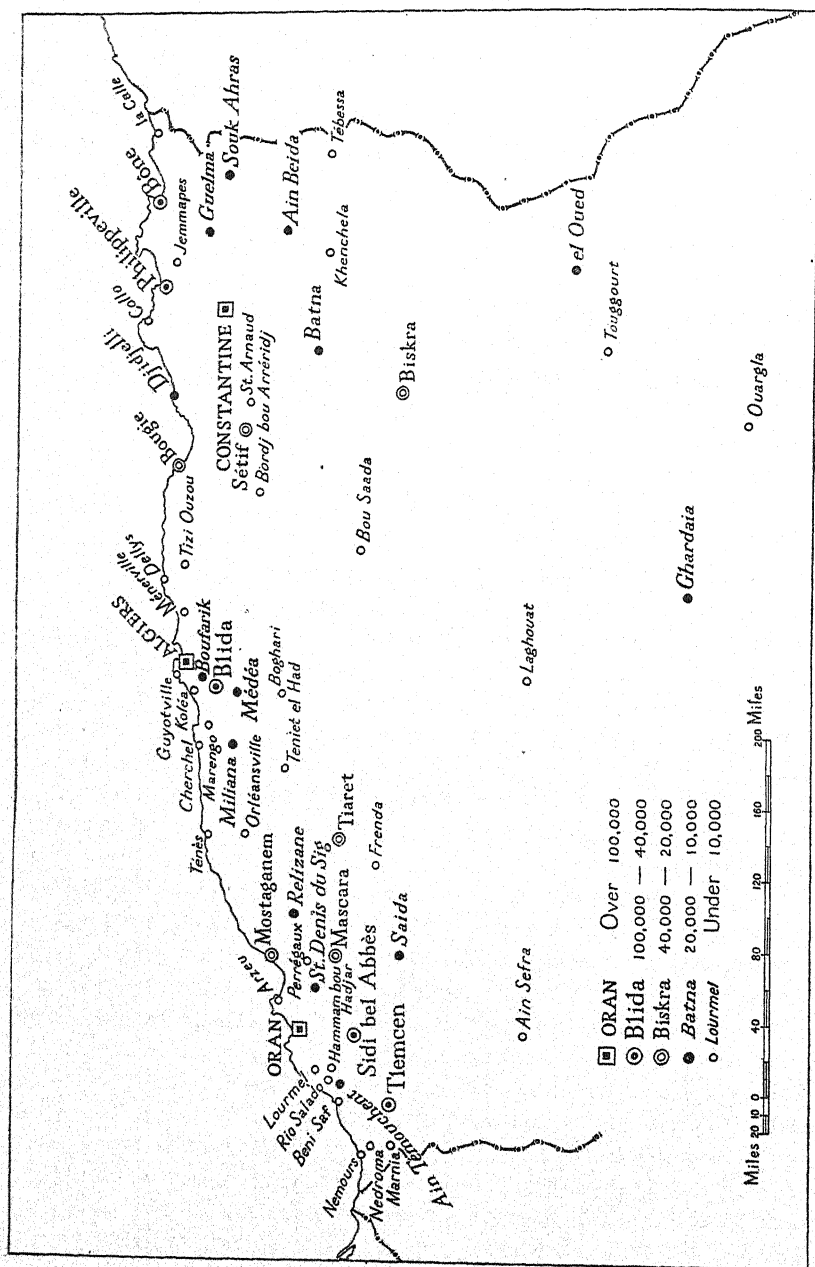 la Calle
Bône
Philippeville
Jemmapes
Collo
Djidjelli
Bougie
Guelma
Souk Ahras
Ain Beida
Tébessa
Khenchela
CONSTANTINE
St. Arnaud
Sétif
Bordj bou Arréridj
Batna
Biskra
el Oued
Touggourt
Ouargla
Tizi Ouzou
Dellys
Ménerville
ALGIERS
Bou Saada
Ghardaia
Boufarik
Blida
Guyotville
Koléa
Cherchel
Marengo
Médéa
Miliana
Boghari
Teniet el Had
Orléansville
Laghouat
Ténès
Mostaganem
Relizane
Perrégaux
St. Denis du Sig
Tiaret
Frenda
Mascara
Arzeu
ORAN
Hammam bou
Hadjar
Sidi bel Abbès
Saida
Ain Sefra
Lourmel
Rio Salado
Beni Saf
Tlemcen
Ain Témouchent
Nemours
Nedroma
Marnia
ORAN Over 100,000
Blida 100,000 — 40,000
Biskra 40,000 — 20,000
Batna 20,000 — 10,000
Lourmel Under 10,000
Miles 20 10 0 40 80 120 160 200 Miles